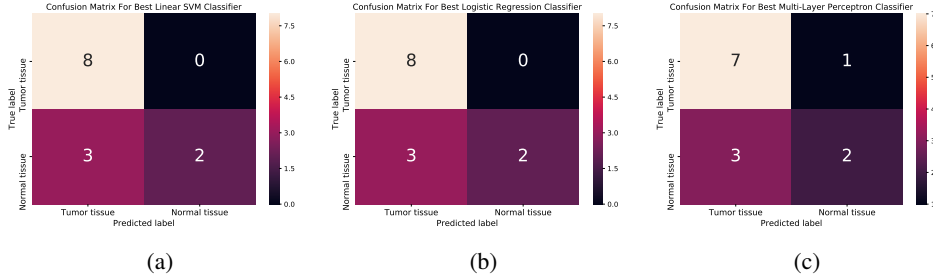 Confusion Matrix For Best Linear SVM Classifier
True label
Tumor tissue
Normal tissue
8
0
3
2
7.5
6.0
4.5
3.0
1.5
0.0
Tumor tissue
Normal tissue
Predicted label
(a)
Confusion Matrix For Best Logistic Regression Classifier
True label
Tumor tissue
Normal tissue
8
0
3
2
7.5
6.0
4.5
3.0
1.5
0.0
Tumor tissue
Normal tissue
Predicted label
(b)
Confusion Matrix For Best Multi-Layer Perceptron Classifier
True label
Tumor tissue
Normal tissue
7
1
3
2
Tumor tissue
Normal tissue
Predicted label
(c)